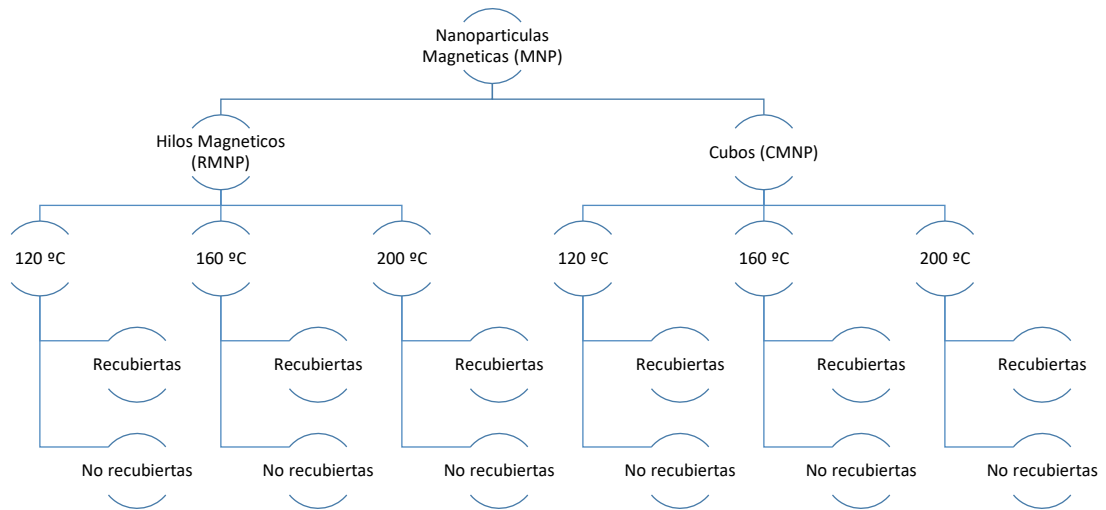 Nanoparticulas
Magneticas (MNP)
Hilos Magneticos
(RMNP)
Cubos (CMNP)
120 ºC
160 ºC
200 ºC
120 ºC
160 ºC
200 ºC
Recubiertas
Recubiertas
Recubiertas
Recubiertas
Recubiertas
Recubiertas
No recubiertas
No recubiertas
No recubiertas
No recubiertas
No recubiertas
No recubiertas